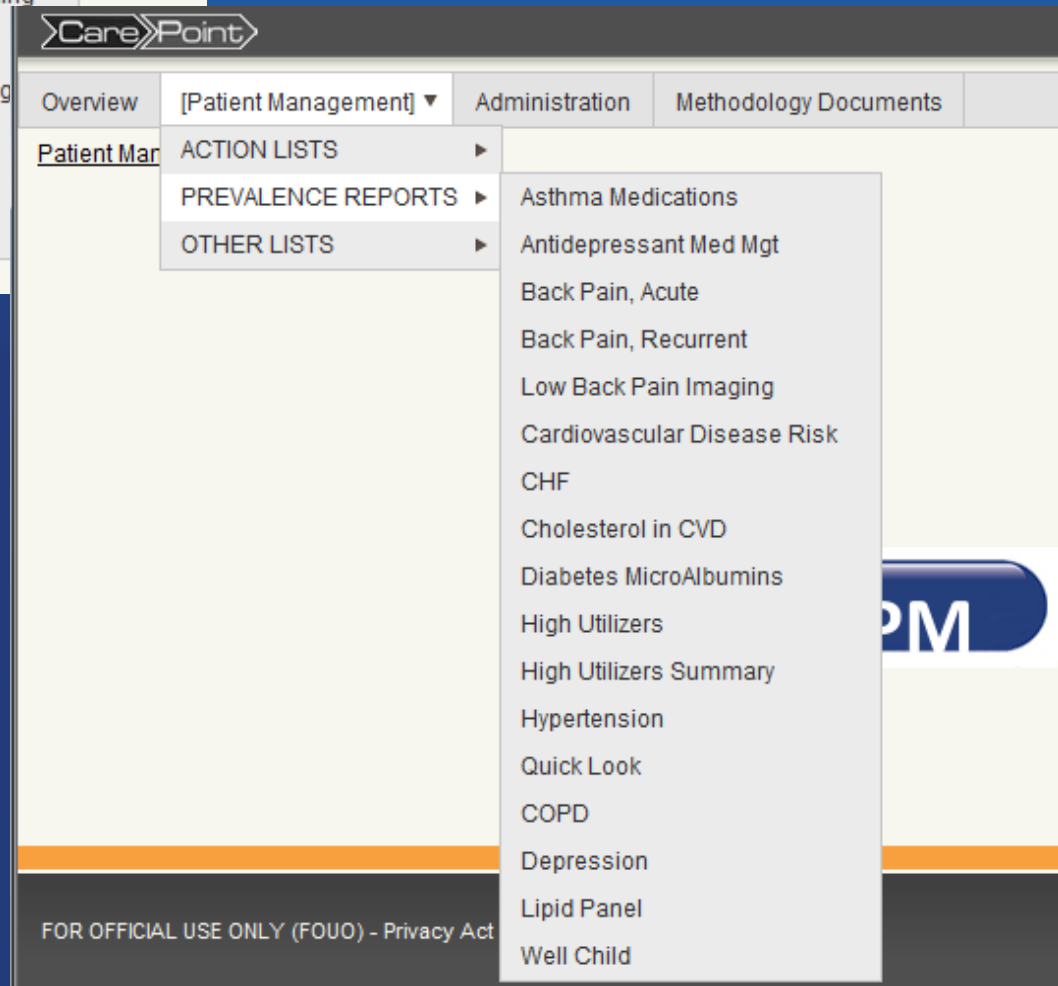 Care Point
Overview [Patient Management] ▼ Administration Methodology Documents
Patient Man
ACTION LISTS ►
PREVALENCE REPORTS ►
OTHER LISTS ►
Asthma Medications
Antidepressant Med Mgt
Back Pain, Acute
Back Pain, Recurrent
Low Back Pain Imaging
Cardiovascular Disease Risk
CHF
Cholesterol in CVD
Diabetes MicroAlbumins
High Utilizers
High Utilizers Summary
Hypertension
Quick Look
COPD
Depression
Lipid Panel
Well Child
PM
FOR OFFICIAL USE ONLY (FOUO) - Privacy Act